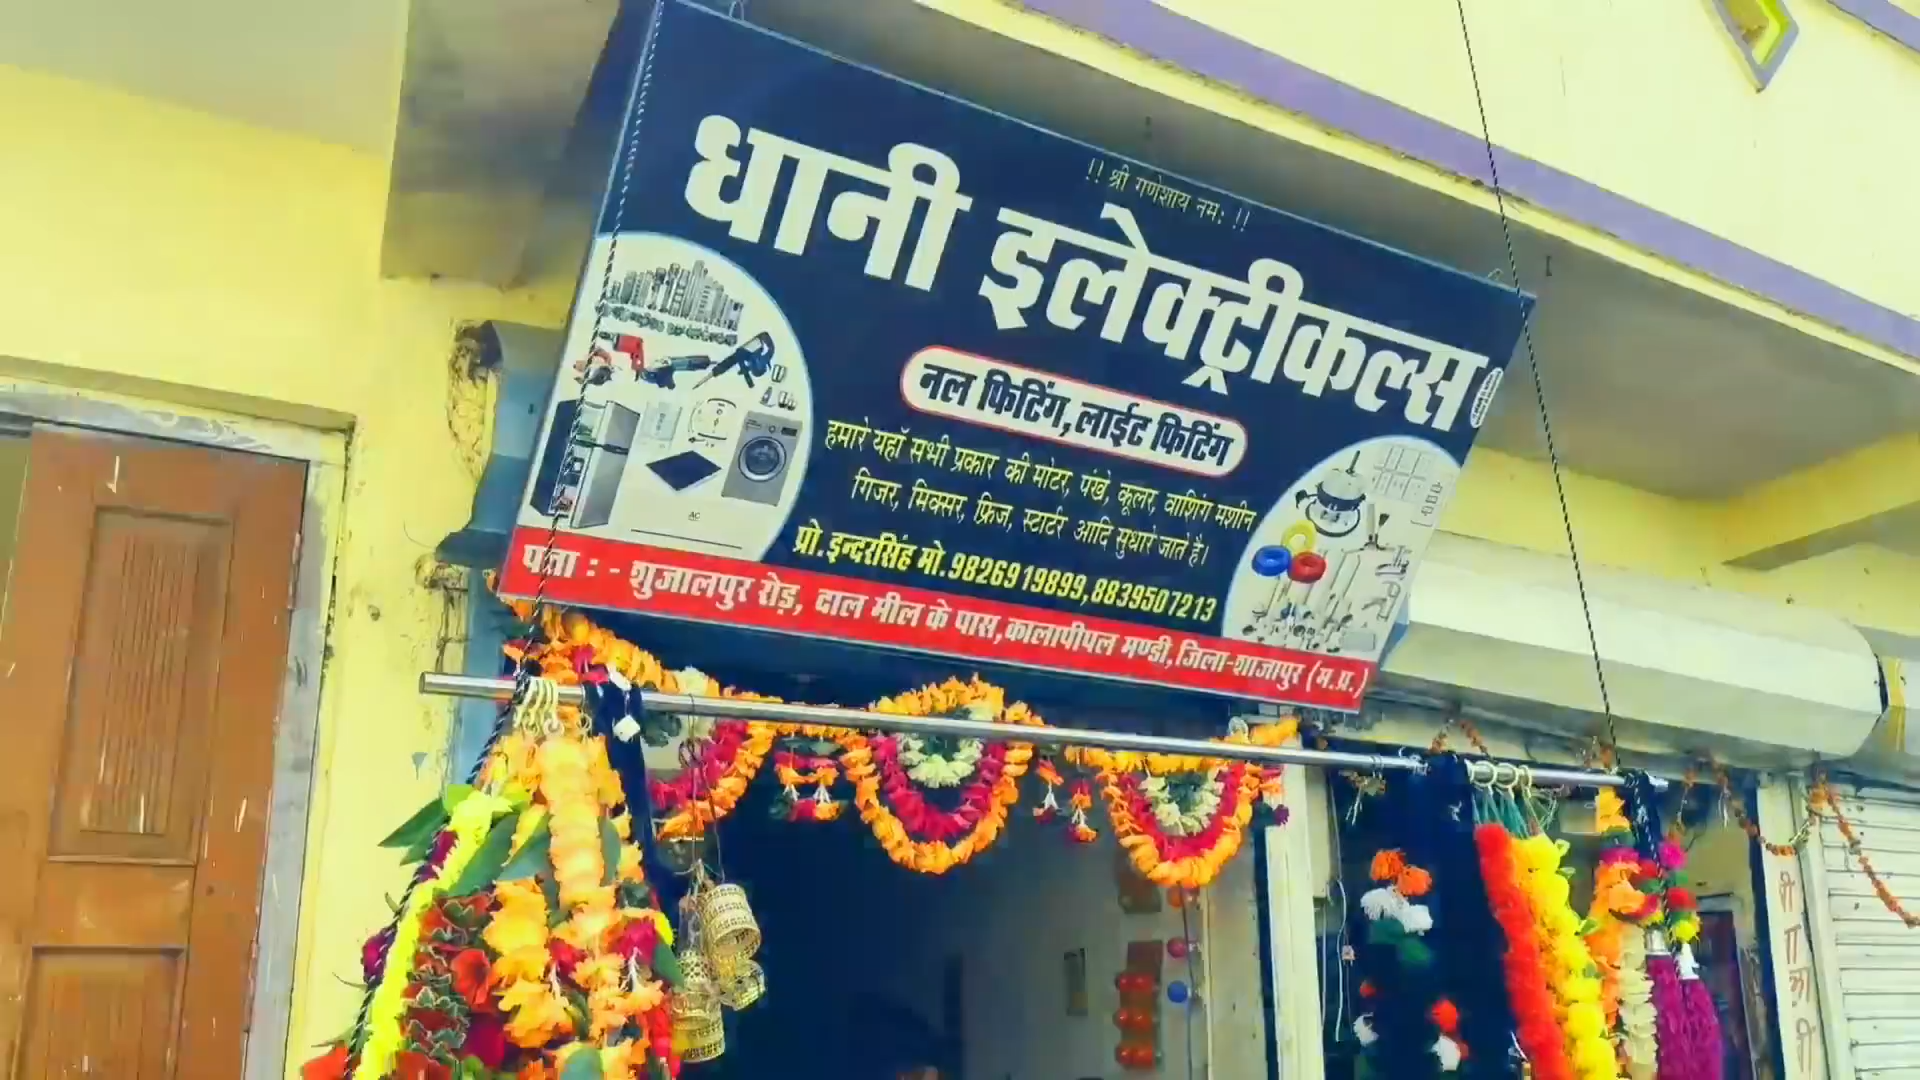 !! श्री गणेशाय नम: !!
धानी इलेक्ट्रीकल्स
नल फिटिंग,लाईट फिटिंग
हमारे यहाँ सभी प्रकार की मोटर, पंखे, कूलर, वाशिंग मशीन
गिजर, मिक्सर, फ्रिज, स्टार्टर आदि सुधारे जाते है।
प्रो.इन्दरसिंह मो.9826919899,8839507213
पता : - शुजालपुर रोड़, दाल मील के पास,कालापीपल मण्डी,जिला-शाजापुर (म.प्र.)
AC